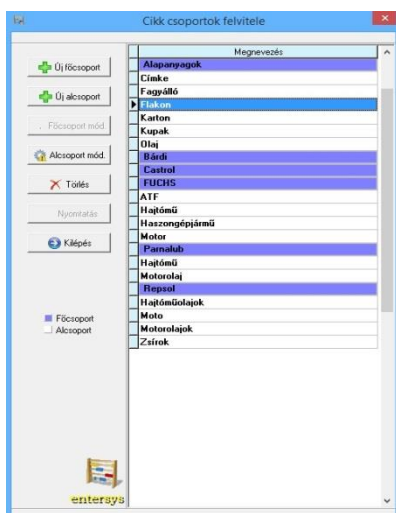 Cikk csoportok felvitele
Új főcsoport
Új alcsoport
Főcsoport mód.
Alcsoport mód.
Törlés
Nyomtatás
Kilépés
Főcsoport
Alcsoport
entersys
Megnevezés
Alapanyagok
Címke
Fagyálló
Flakon
Karton
Kupak
Olaj
Bárdi
Castrol
FUCHS
ATF
Hajtómű
Haszongépjármű
Motor
Parnalub
Hajtómű
Motorolaj
Repsol
Hajtóműolajok
Moto
Motorolajok
Zsírok